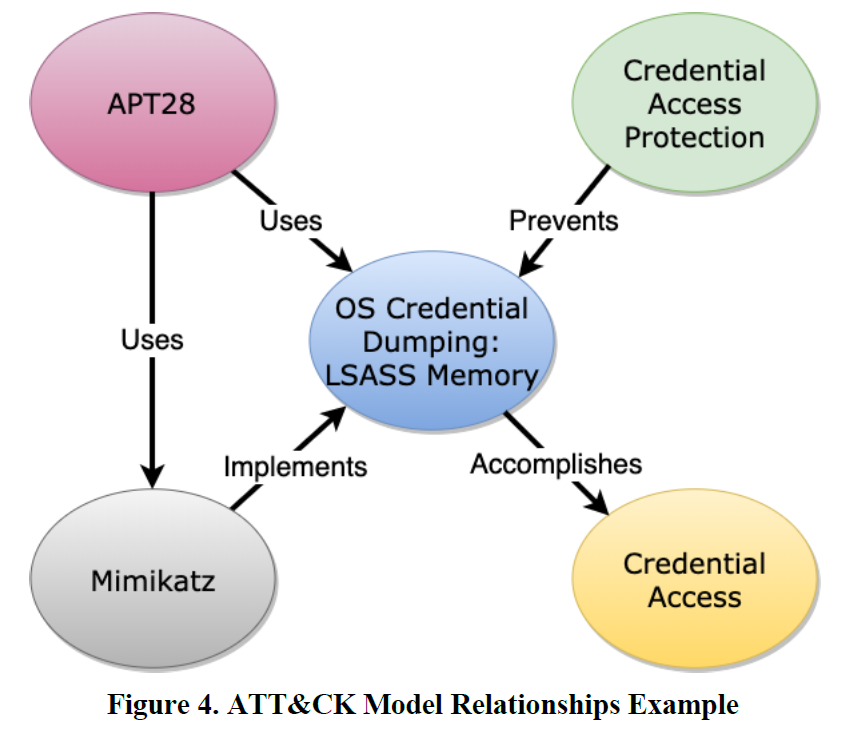 APT28
Credential
Access
Protection
Uses
Prevents
OS Credential
Dumping:
LSASS Memory
Uses
Implements
Accomplishes
Mimikatz
Credential
Access
Figure 4. ATT&CK Model Relationships Example